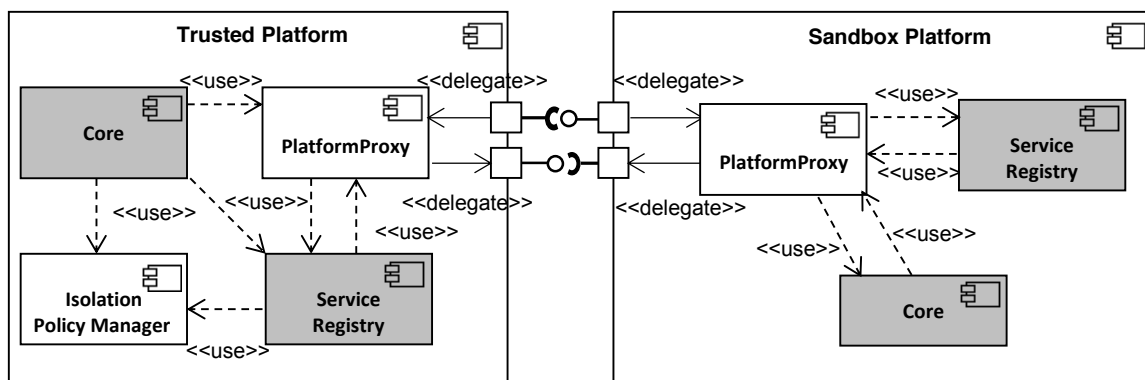 Trusted Platform
<<use>>
<<delegate>>
Core
PlatformProxy
<<use>>
<<use>>
<<use>>
<<delegate>>
Isolation
Policy Manager
Service
Registry
<<use>>
Sandbox Platform
<<delegate>>
<<use>>
PlatformProxy
Service
Registry
<<use>>
<<delegate>>
<<use>>
<<use>>
Core